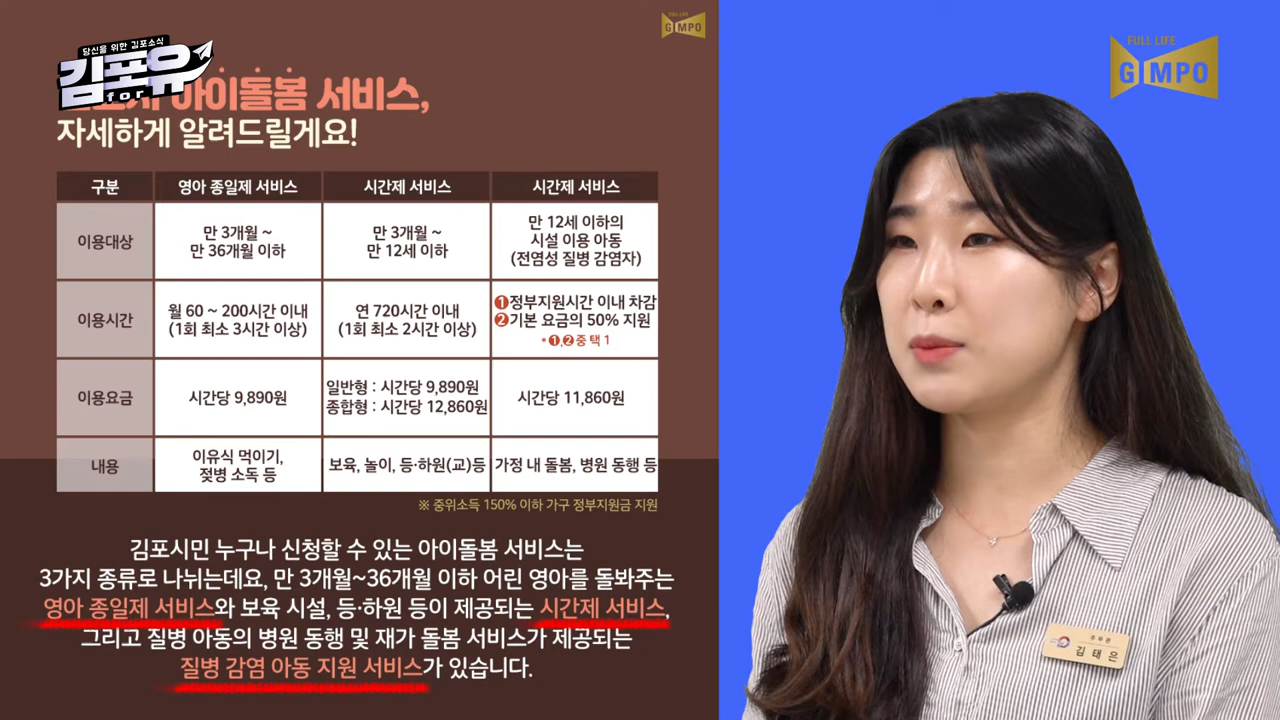 FULL LIFE
GIMPO
당신을 위한 김포소식
김포유
for
아이돌봄 서비스,
자세하게 알려드릴게요!
구분 영아 종일제 서비스 시간제 서비스 시간제 서비스
이용대상
만 3개월 ~
만 36개월 이하
만 3개월 ~
만 12세 이하
만 12세 이하의
시설 이용 아동
(전염성 질병 감염자)
이용시간
월 60 ~ 200시간 이내
(1회 최소 3시간 이상)
연 720시간 이내
(1회 최소 2시간 이상)
❶정부지원시간 이내 차감
❷기본 요금의 50% 지원
*❶,❷중 택 1
이용요금
시간당 9,890원
일반형 : 시간당 9,890원
종합형 : 시간당 12,860원
시간당 11,860원
내용
이유식 먹이기,
젖병 소독 등
보육, 놀이, 등·하원(교)등
가정 내 돌봄, 병원 동행 등
※ 중위소득 150% 이하 가구 정부지원금 지원
김포시민 누구나 신청할 수 있는 아이돌봄 서비스는
3가지 종류로 나뉘는데요, 만 3개월~36개월 이하 어린 영아를 돌봐주는
영아 종일제 서비스와 보육 시설, 등·하원 등이 제공되는 시간제 서비스,
그리고 질병 아동의 병원 동행 및 재가 돌봄 서비스가 제공되는
질병 감염 아동 지원 서비스가 있습니다.
FULL LIFE
GIMPO
주무관
김태은